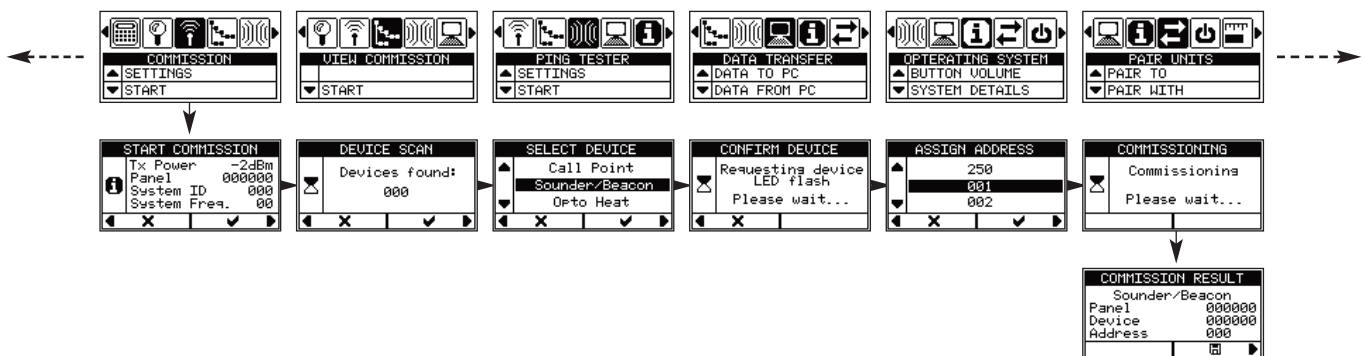 COMMISSION
SETTINGS
START
VIEW COMMISSION
START
PING TESTER
SETTINGS
START
DATA TRANSFER
DATA TO PC
DATA FROM PC
OPTERATING SYSTEM
BUTTON VOLUME
SYSTEM DETAILS
PAIR UNITS
PAIR TO
PAIR WITH
START COMMISSION
Tx Power -2dBm
Panel 000000
System ID 000
System Freq. 00
DEVICE SCAN
Devices found:
000
SELECT DEVICE
Call Point
Sounder/Beacon
Opto Heat
CONFIRM DEVICE
Requesting device
LED flash
Please wait...
ASSIGN ADDRESS
250
001
002
COMMISSIONING
Commissioning
Please wait...
COMMISSION RESULT
Sounder/Beacon
Panel 000000
Device 000000
Address 000